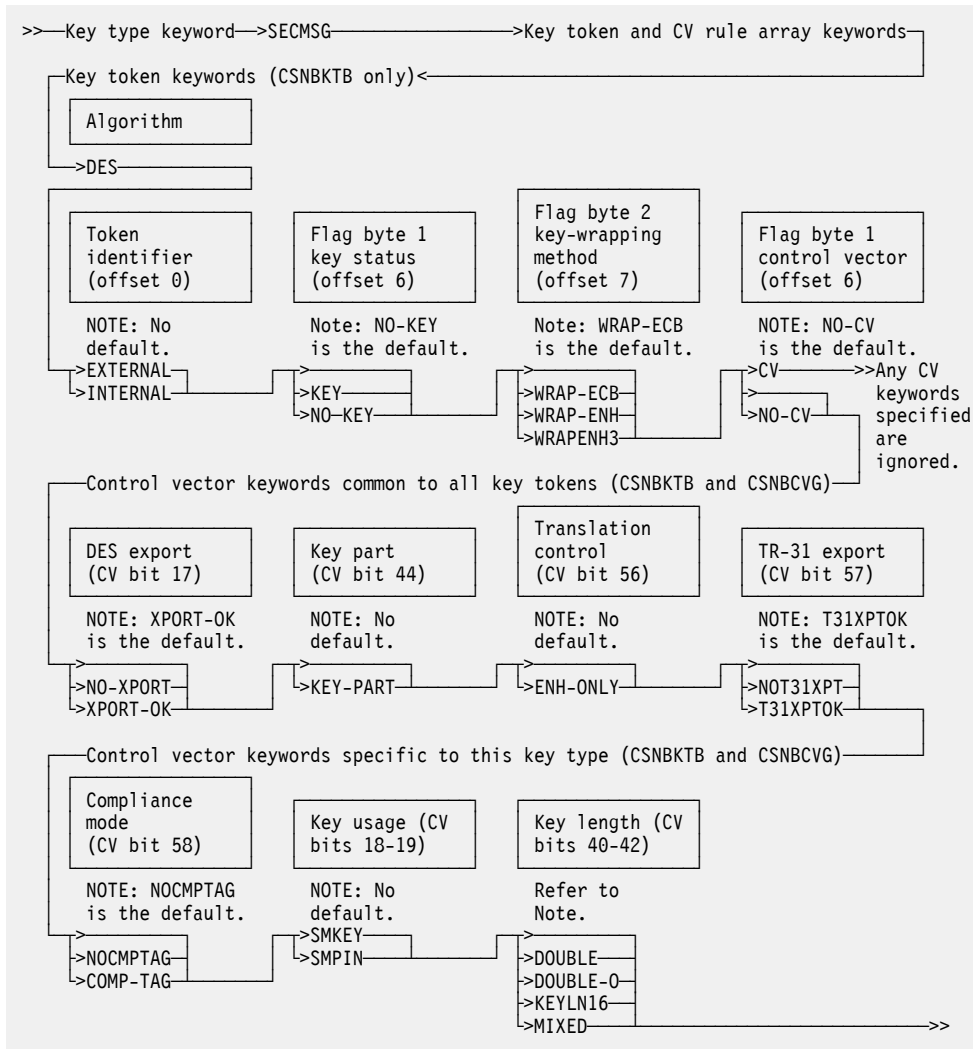 >>—Key type keyword—>SECMSG—>Key token and CV rule array keywords
Key token keywords (CSNBKTB only)<
Algorithm
>DES
Token
identifier
(offset 0)
NOTE: No
default.
>EXTERNAL
>INTERNAL
Flag byte 1
key status
(offset 6)
Note: NO-KEY
is the default.
>
>KEY
>NO-KEY
Flag byte 2
key-wrapping
method
(offset 7)
Note: WRAP-ECB
is the default.
>
>WRAP-ECB
>WRAP-ENH
>WRAPENH3
Flag byte 1
control vector
(offset 6)
NOTE: NO-CV
is the default.
>CV—>>Any CV
keywords
specified
are
ignored.
>
>NO-CV
Control vector keywords common to all key tokens (CSNBKTB and CSNBCVG)
DES export
(CV bit 17)
NOTE: XPORT-OK
is the default.
>
>NO-XPORT
>XPORT-OK
Key part
(CV bit 44)
NOTE: No
default.
>
>KEY-PART
Translation
control
(CV bit 56)
NOTE: No
default.
>
>ENH-ONLY
TR-31 export
(CV bit 57)
NOTE: T31XPTOK
is the default.
>
>NOT31XPT
>T31XPTOK
Control vector keywords specific to this key type (CSNBKTB and CSNBCVG)
Compliance
mode
(CV bit 58)
NOTE: NOCMPTAG
is the default.
>
>NOCMPTAG
>COMP-TAG
Key usage (CV
bits 18-19)
NOTE: No
default.
>SMKEY
>SMPIN
Key length (CV
bits 40-42)
Refer to
Note.
>
>DOUBLE
>DOUBLE-O
>KEYLN16
>MIXED—>>